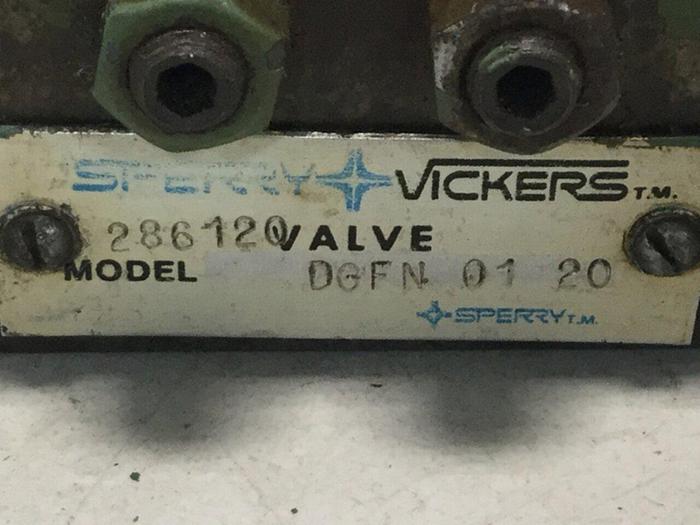 SPERRY VICKERS T.M.
286120 VALVE
MODEL DGFN 01 20
SPERRY T.M.